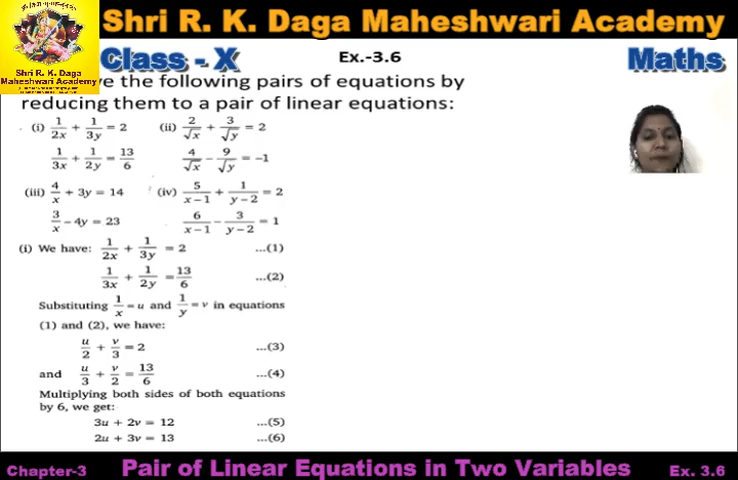 Shri R. K. Daga Maheshwari Academy
Shri R. K. Daga
Maheshwari Academy
Class - X
Ex.-3.6
Maths
ve the following pairs of equations by
reducing them to a pair of linear equations:
(i) 1/2x + 1/3y = 2 (ii) 2/√x + 3/√y = 2
1/3x + 1/2y = 13/6 4/√x − 9/√y = −1
(iii) 4/x + 3y = 14 (iv) 5/x−1 + 1/y−2 = 2
3/x − 4y = 23 6/x−1 − 3/y−2 = 1
(i) We have: 1/2x + 1/3y = 2 ...(1)
1/3x + 1/2y = 13/6 ...(2)
Substituting 1/x = u and 1/y = v in equations
(1) and (2), we have:
u/2 + v/3 = 2 ...(3)
and u/3 + v/2 = 13/6 ...(4)
Multiplying both sides of both equations
by 6, we get:
3u + 2v = 12 ...(5)
2u + 3v = 13 ...(6)
Chapter-3 Pair of Linear Equations in Two Variables Ex. 3.6